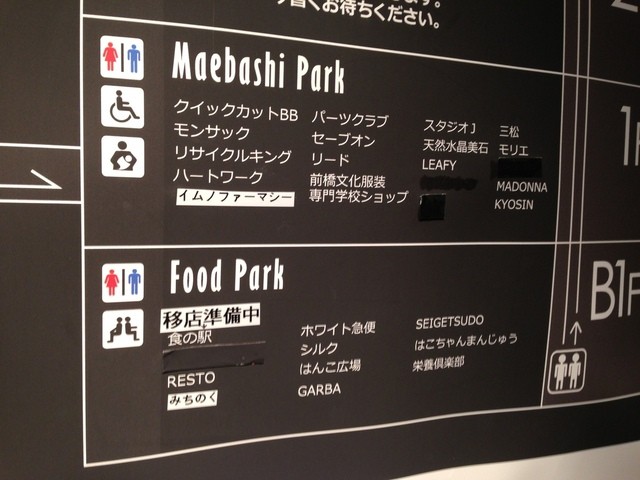 お待ちください。
Maebashi Park
クイックカットBB
モンサック
リサイクルキング
ハートワーク
イムノファーマシー
パーツクラブ
セーブオン
リード
前橋文化服装
専門学校ショップ
スタジオJ
天然水晶美石
LEAFY
三松
モリエ
MADONNA
KYOSIN
Food Park
移店準備中
食の駅
RESTO
みちのく
ホワイト急便
シルク
はんこ広場
GARBA
SEIGETSUDO
はこちゃんまんじゅう
栄養倶楽部
B1F